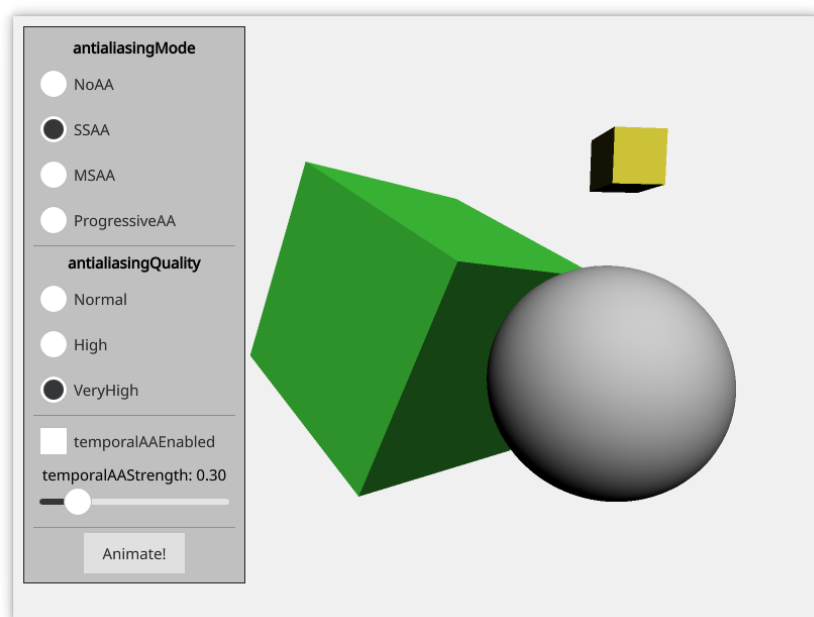 antialiasingMode
NoAA
SSAA
MSAA
ProgressiveAA
antialiasingQuality
Normal
High
VeryHigh
temporalAAEnabled
temporalAAStrength: 0.30
Animate!